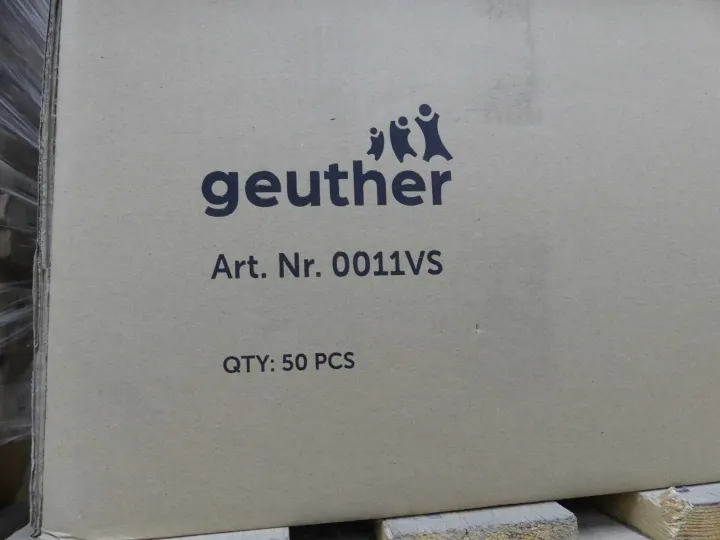 geuther
Art. Nr. 0011VS
QTY: 50 PCS